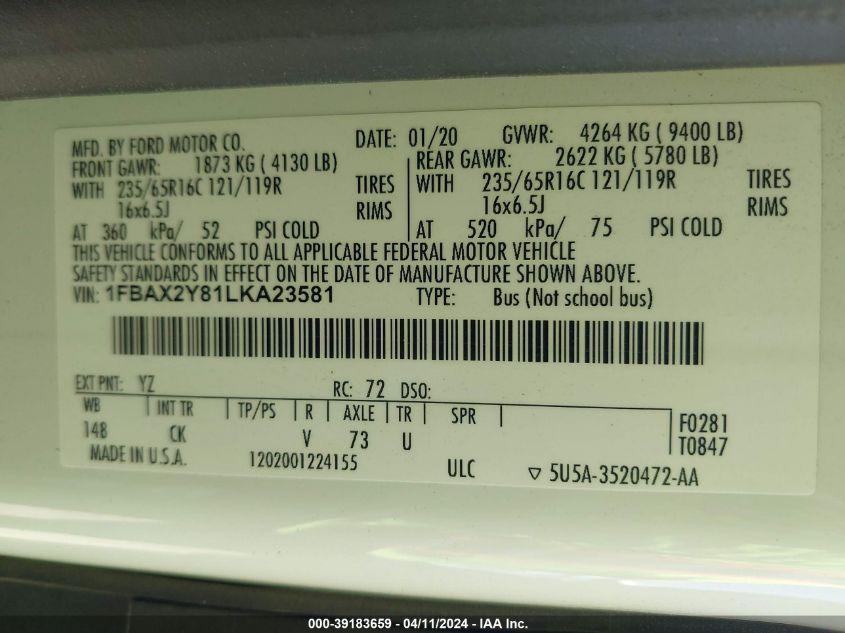 MFD. BY FORD MOTOR CO. DATE: 01/20 GVWR: 4264 KG ( 9400 LB)
FRONT GAWR: 1873 KG ( 4130 LB) REAR GAWR: 2622 KG ( 5780 LB)
WITH 235/65R16C 121/119R TIRES WITH 235/65R16C 121/119R TIRES
16x6.5J RIMS 16x6.5J RIMS
AT 360 kPa/ 52 PSI COLD AT 520 kPa/ 75 PSI COLD
THIS VEHICLE CONFORMS TO ALL APPLICABLE FEDERAL MOTOR VEHICLE
SAFETY STANDARDS IN EFFECT ON THE DATE OF MANUFACTURE SHOWN ABOVE.
VIN: 1FBAX2Y81LKA23581 TYPE: Bus (Not school bus)
EXT PNT: YZ RC: 72 DSO:
WB INT TR TP/PS R AXLE TR SPR F0281
148 CK V 73 U T0847
MADE IN U.S.A. 1202001224155 ULC ▽ 5U5A-3520472-AA
000-39183659 - 04/11/2024 - IAA Inc.